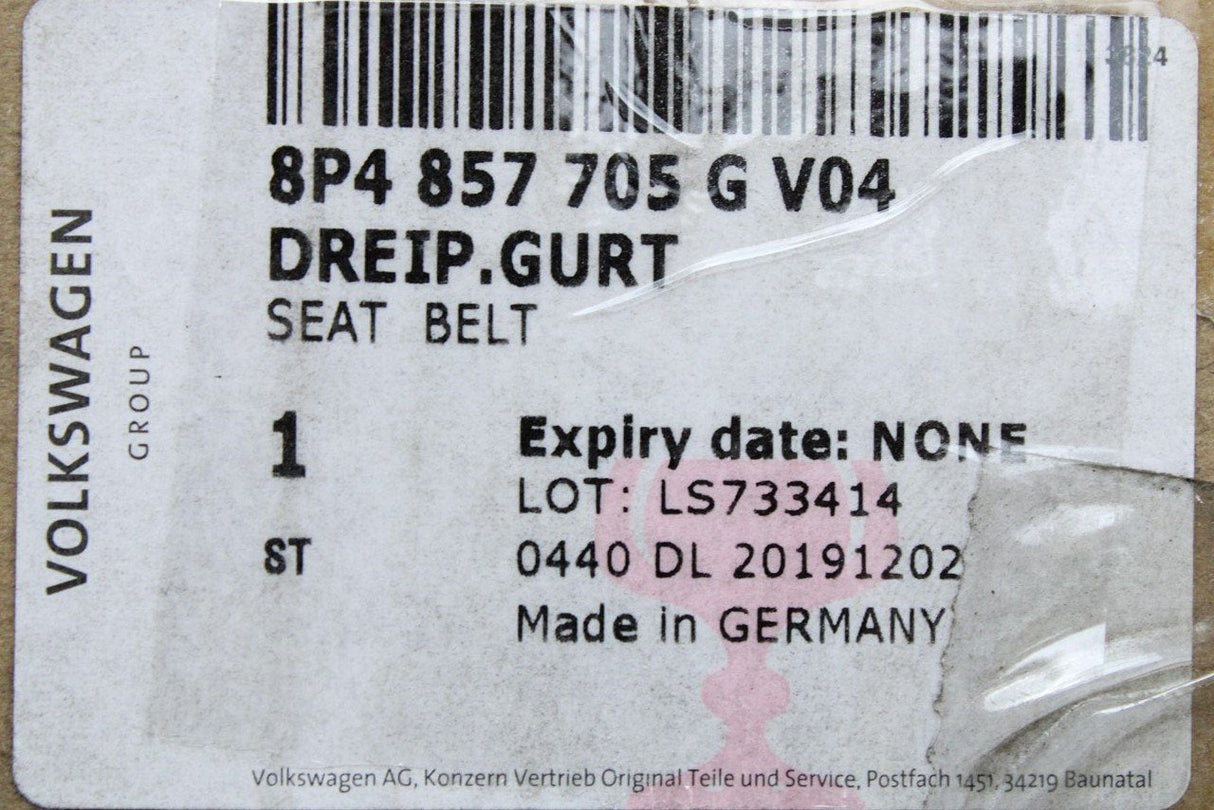 8P4 857 705 G V04
DREIP.GURT
SEAT BELT
1
Expiry date: NONE
LOT: LS733414
ST
0440 DL 20191202
Made in GERMANY
VOLKSWAGEN
GROUP
Volkswagen AG, Konzern Vertrieb Original Teile und Service, Postfach 1451, 34219 Baunatal